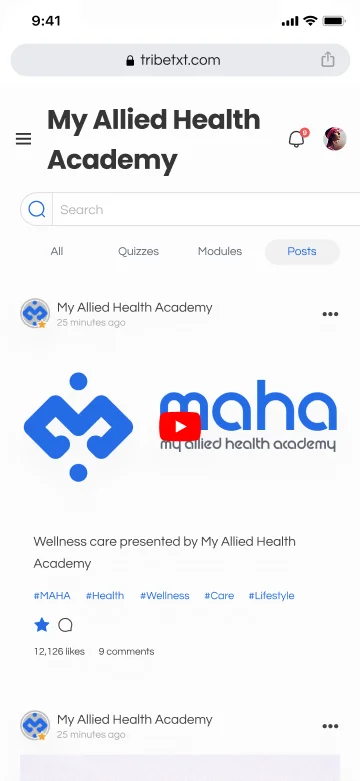 9:41
tribetxt.com
My Allied Health
Academy
9
Search
All Quizzes Modules Posts
My Allied Health Academy
25 minutes ago
maha
my allied health academy
Wellness care presented by My Allied Health
Academy
#MAHA #Health #Wellness #Care #Lifestyle
12,126 likes 9 comments
My Allied Health Academy
25 minutes ago